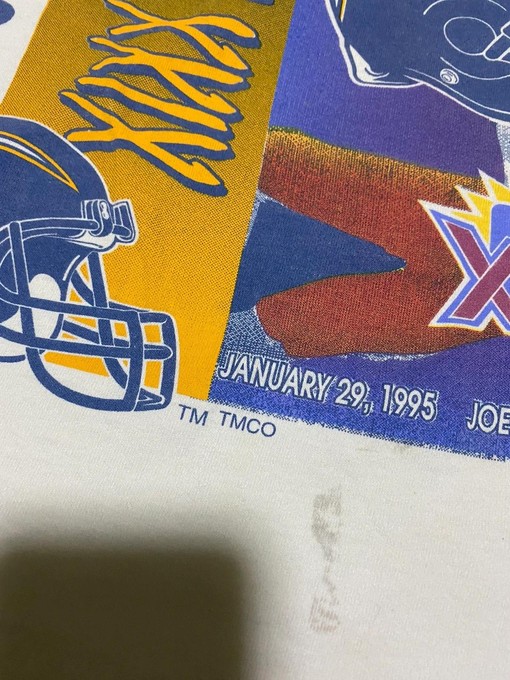 XXIX
JANUARY 29, 1995 JOE
TM TMCO